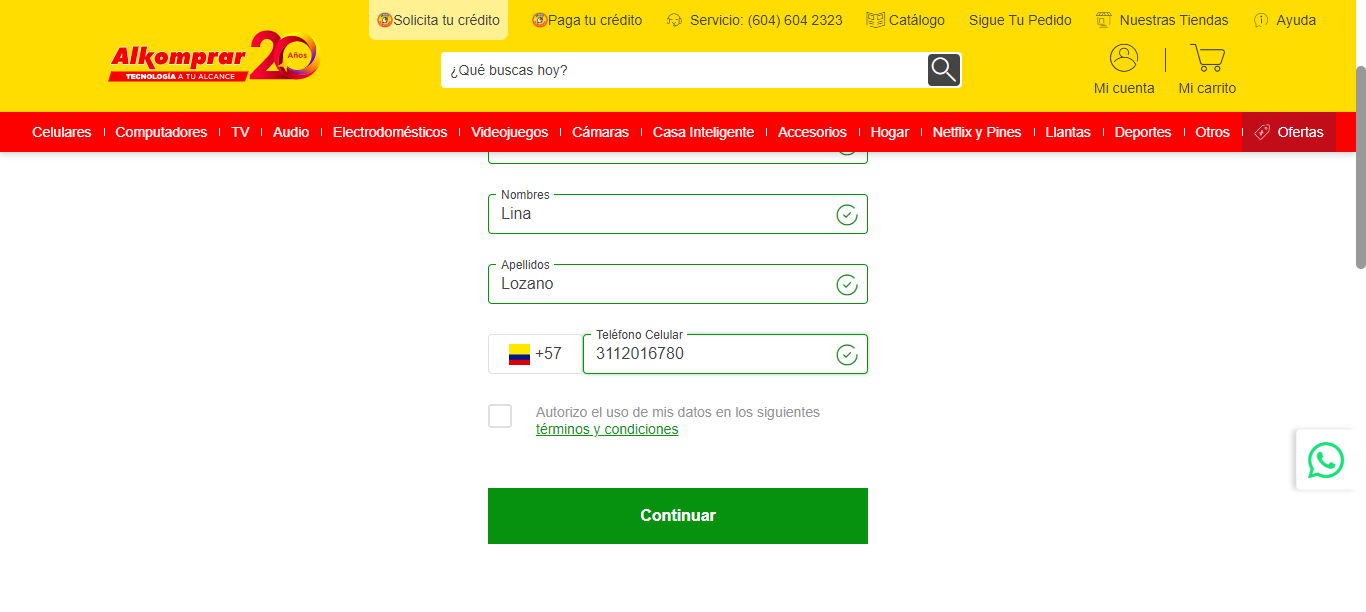 Solicita tu crédito
Paga tu crédito
Servicio: (604) 604 2323
Catálogo
Sigue Tu Pedido
Nuestras Tiendas
Ayuda
Alkomprar
20 Años
TECNOLOGÍA A TU ALCANCE
¿Qué buscas hoy?
Mi cuenta
Mi carrito
Celulares
Computadores
TV
Audio
Electrodomésticos
Videojuegos
Cámaras
Casa Inteligente
Accesorios
Hogar
Netflix y Pines
Llantas
Deportes
Otros
Ofertas
Nombres
Lina
Apellidos
Lozano
Teléfono Celular
+57
3112016780
Autorizo el uso de mis datos en los siguientes
términos y condiciones
Continuar